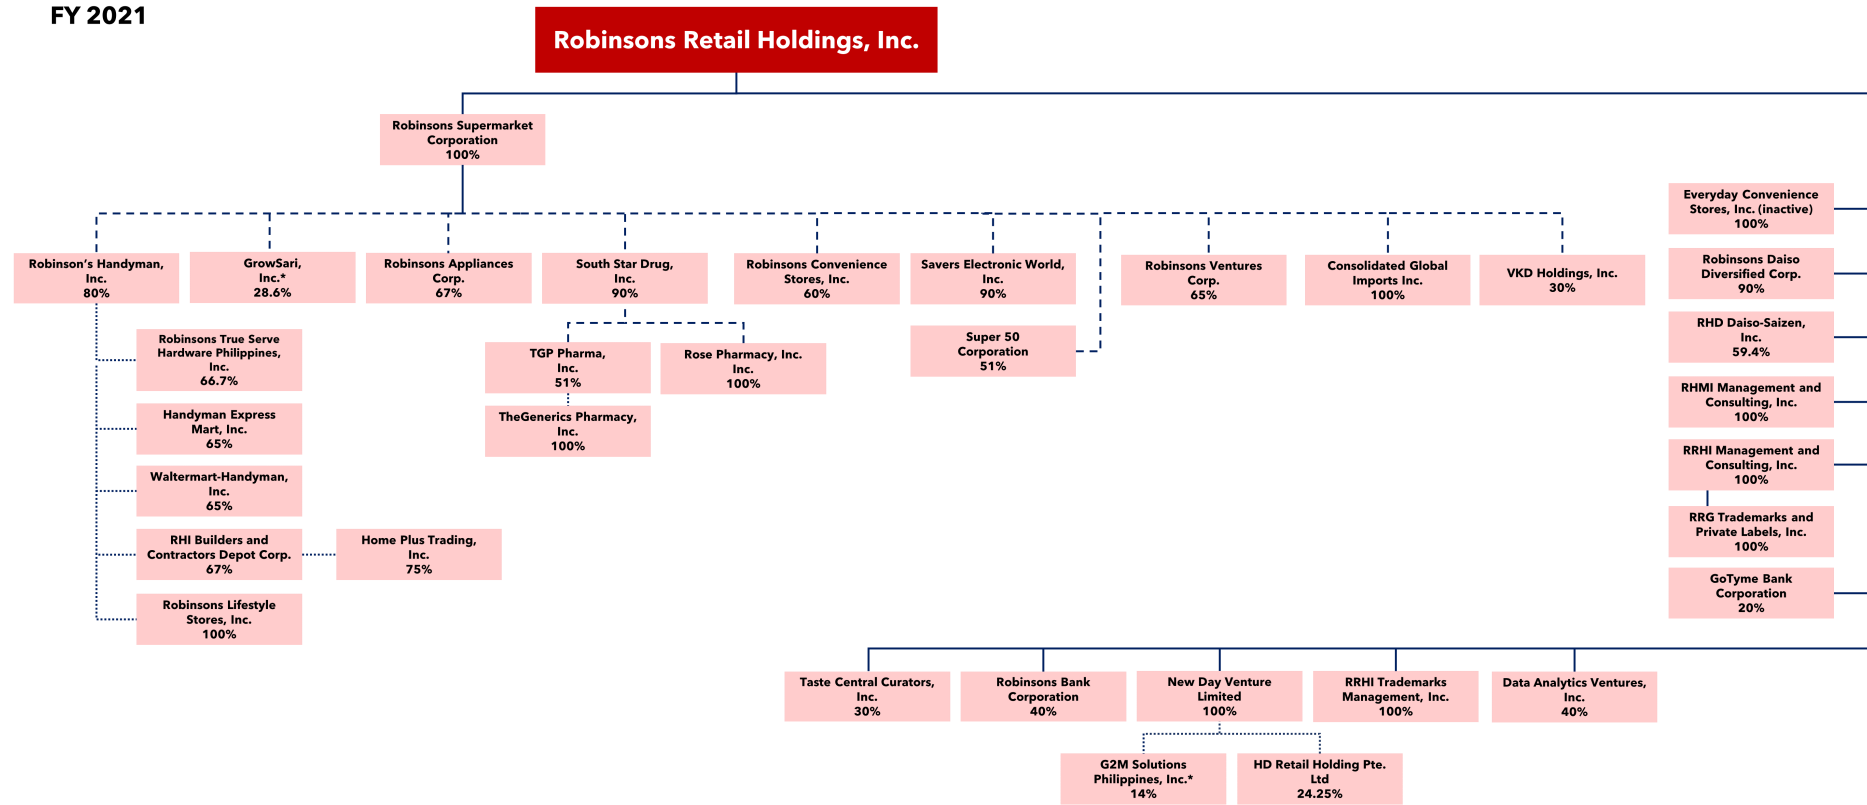 FY 2021
Robinsons Retail Holdings, Inc.
Robinsons Supermarket
Corporation
100%
Robinson’s Handyman,
Inc.
80%
GrowSari,
Inc.*
28.6%
Robinsons Appliances
Corp.
67%
South Star Drug,
Inc.
90%
Robinsons Convenience
Stores, Inc.
60%
Savers Electronic World,
Inc.
90%
Robinsons Ventures
Corp.
65%
Consolidated Global
Imports Inc.
100%
VKD Holdings, Inc.
30%
Super 50
Corporation
51%
Robinsons True Serve
Hardware Philippines,
Inc.
66.7%
Handyman Express
Mart, Inc.
65%
Waltermart-Handyman,
Inc.
65%
RHI Builders and
Contractors Depot Corp.
67%
Home Plus Trading,
Inc.
75%
Robinsons Lifestyle
Stores, Inc.
100%
TGP Pharma,
Inc.
51%
Rose Pharmacy, Inc.
Inc.
100%
TheGenerics Pharmacy,
Inc.
100%
Everyday Convenience
Stores, Inc. (inactive)
100%
Robinsons Daiso
Diversified Corp.
90%
RHD Daiso-Saizen,
Inc.
59.4%
RHMI Management and
Consulting, Inc.
100%
RRHI Management and
Consulting, Inc.
100%
RRG Trademarks and
Private Labels, Inc.
100%
GoTyme Bank
Corporation
20%
Taste Central Curators,
Inc.
30%
Robinsons Bank
Corporation
40%
New Day Venture
Limited
100%
RRHI Trademarks
Management, Inc.
100%
Data Analytics Ventures,
Inc.
40%
G2M Solutions
Philippines, Inc.*
14%
HD Retail Holding Pte.
Ltd
24.25%